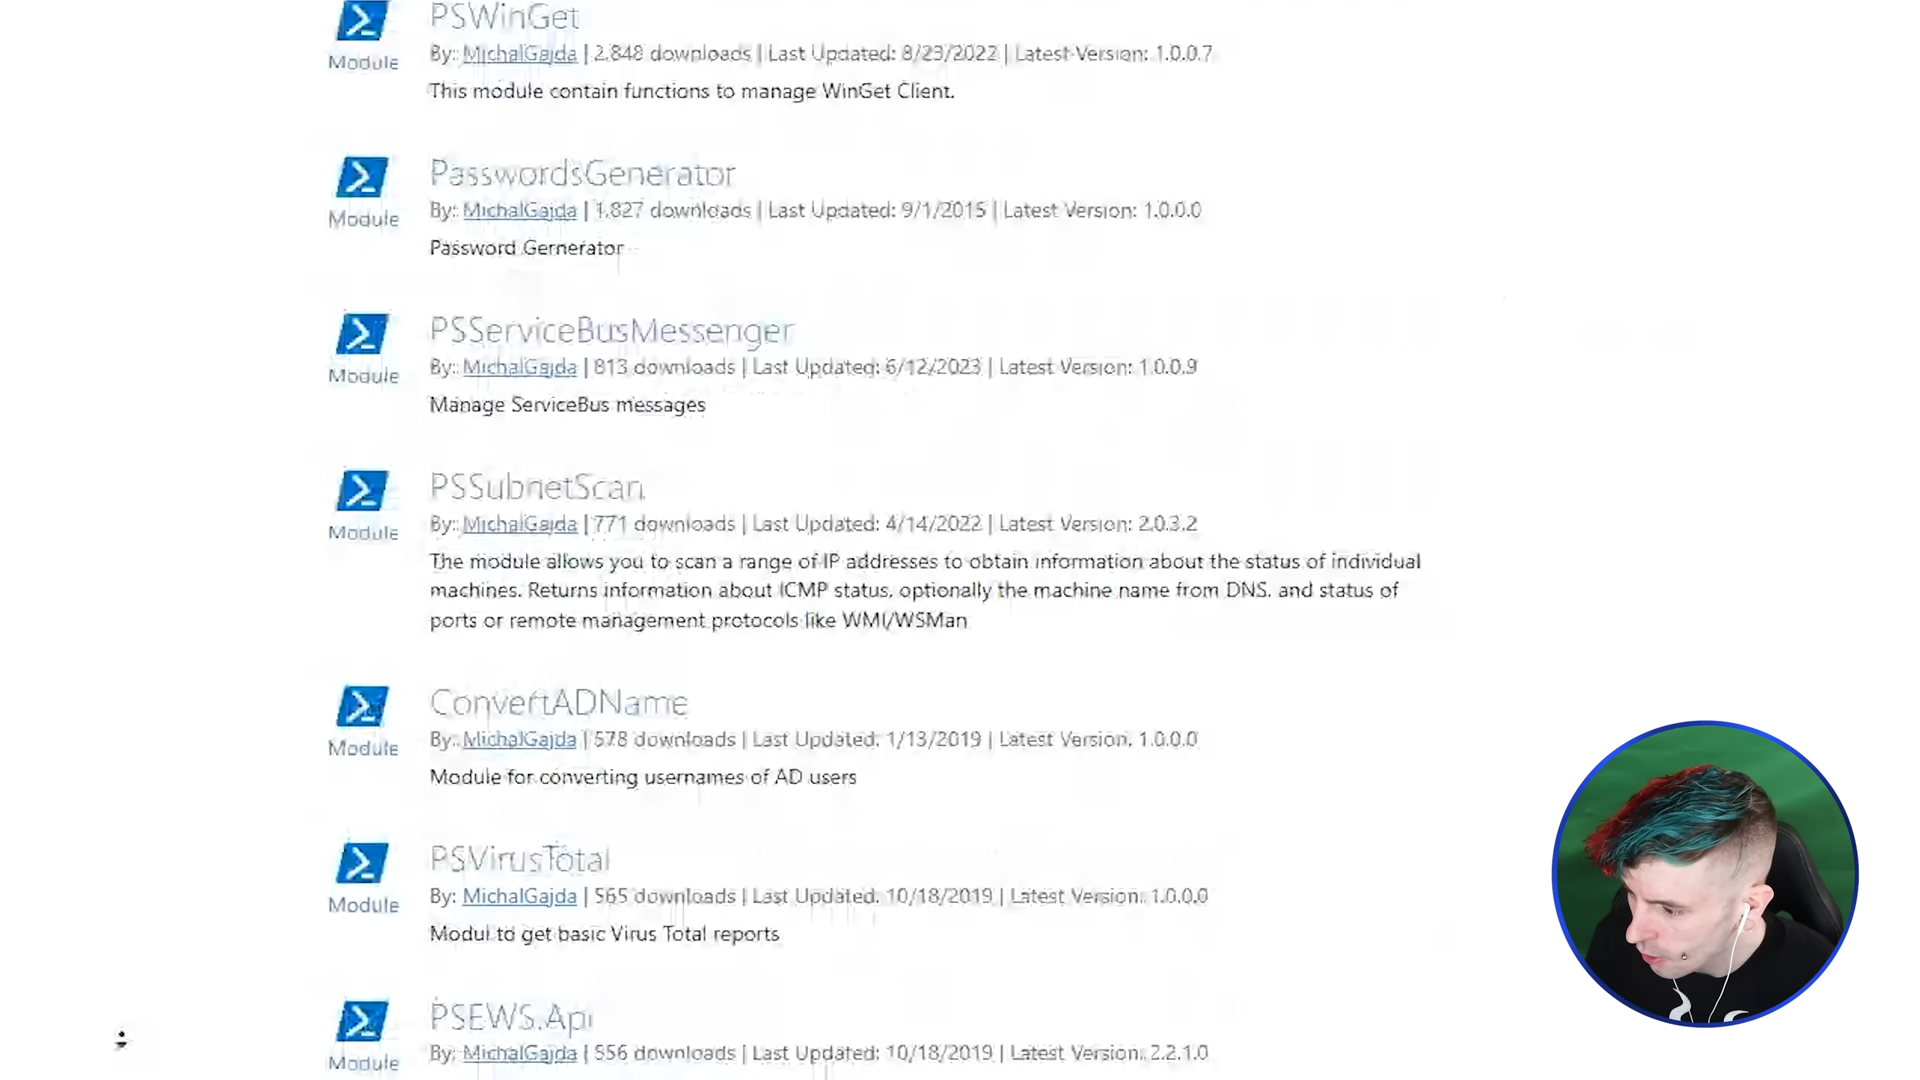 PSWinGet
Module
By: MichalGajda | 2,848 downloads | Last Updated: 8/23/2022 | Latest Version: 1.0.0.7
This module contain functions to manage WinGet Client.
PasswordsGenerator
Module
By: MichalGajda | 1,827 downloads | Last Updated: 9/1/2015 | Latest Version: 1.0.0.0
Password Gernerator
PSServiceBusMessenger
Module
By: MichalGajda | 813 downloads | Last Updated: 6/12/2023 | Latest Version: 1.0.0.9
Manage ServiceBus messages
PSSubnetScan
Module
By: MichalGajda | 771 downloads | Last Updated: 4/14/2022 | Latest Version: 2.0.3.2
The module allows you to scan a range of IP addresses to obtain information about the status of individual
machines. Returns information about ICMP status, optionally the machine name from DNS, and status of
ports or remote management protocols like WMI/WSMan
ConvertADName
Module
By: MichalGajda | 578 downloads | Last Updated: 1/13/2019 | Latest Version: 1.0.0.0
Module for converting usernames of AD users
PSVirusTotal
Module
By: MichalGajda | 565 downloads | Last Updated: 10/18/2019 | Latest Version: 1.0.0.0
Modul to get basic Virus Total reports
PSEWS.Api
Module
By: MichalGajda | 556 downloads | Last Updated: 10/18/2019 | Latest Version: 2.2.1.0